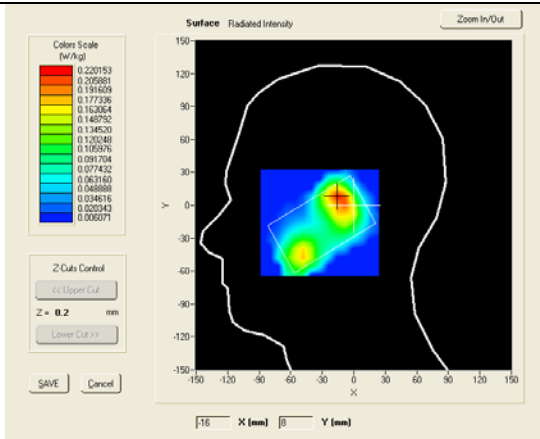 Surface Radiated Intensity
Zoom In/Out
Colors Scale
(W/kg)
0.220153
0.205881
0.191609
0.177336
0.163064
0.148792
0.134520
0.120248
0.105976
0.091704
0.077432
0.063160
0.048888
0.034616
0.020343
0.006071
Z-Cuts Control
<< Upper Cut
Z = 0.2 mm
Lower Cut >>
SAVE Cancel
150
120
90
60
30
0
-30
-60
-90
-120
-150
Y
-150 -120 -90 -60 -30 0 30 60 90 120 150
X
-16 X (mm) 8 Y (mm)